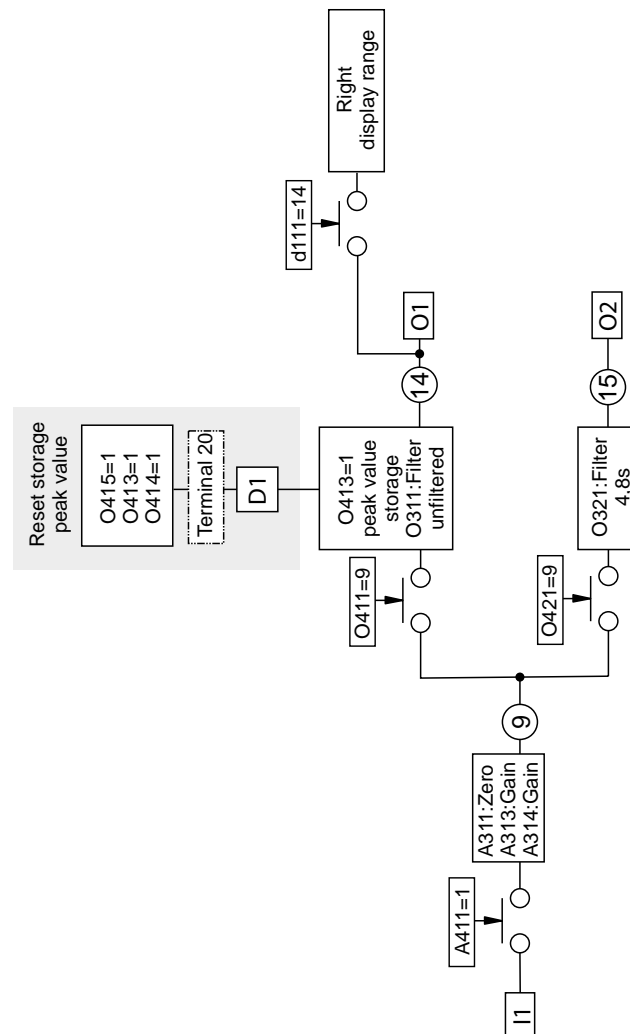 Reset storage
peak value
O415=1
O413=1
O414=1
Terminal 20
D1
I1
A411=1
A311:Zero
A313:Gain
A314:Gain
9
O411=9
O413=1
peak value
storage
O311:Filter
unfiltered
14
O1
d111=14
Right
display range
O421=9
O321:Filter
4.8s
15
O2